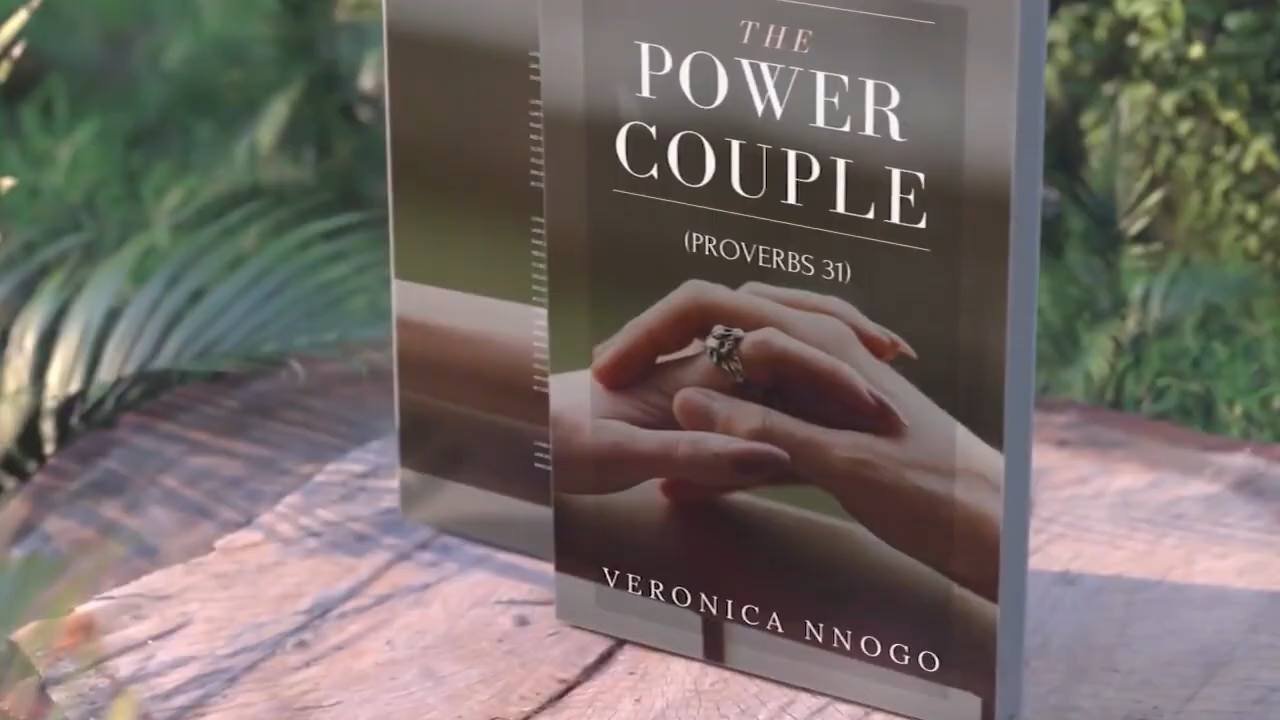 THE
POWER
COUPLE
(PROVERBS 31)
VERONICA NNOGO